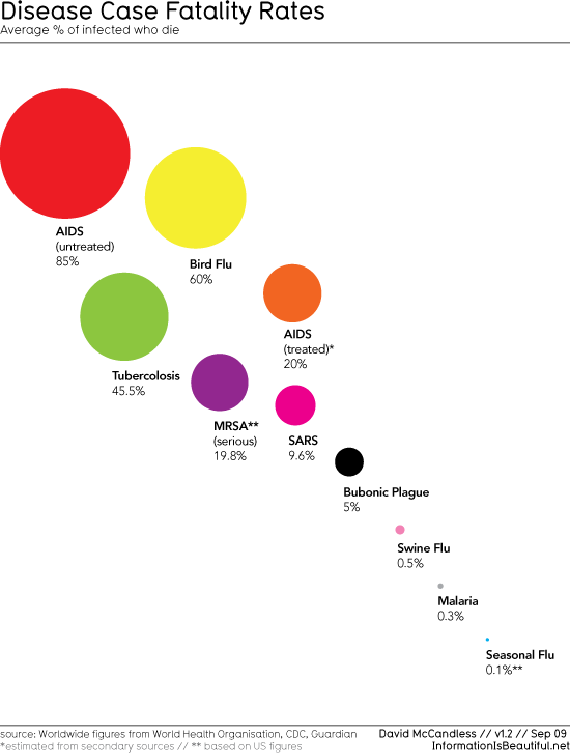 Disease Case Fatality Rates
Average % of infected who die
AIDS
(untreated)
85%
Bird Flu
60%
Tubercolosis
45.5%
AIDS
(treated)*
20%
MRSA**
(serious)
19.8%
SARS
9.6%
Bubonic Plague
5%
Swine Flu
0.5%
Malaria
0.3%
Seasonal Flu
0.1%**
source: Worldwide figures from World Health Organisation, CDC, Guardian
*estimated from secondary sources // ** based on US figures
David McCandless // v1.2 // Sep 09
InformationIsBeautiful.net